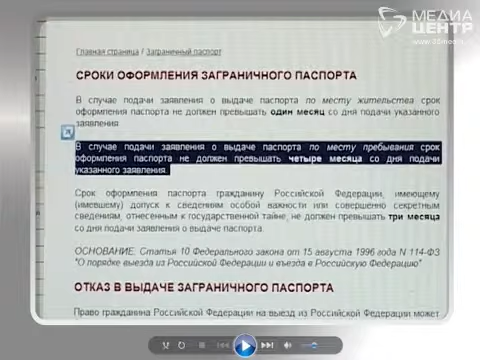 МЕДИА
ЦЕНТР
Главная страница / Заграничный паспорт
СРОКИ ОФОРМЛЕНИЯ ЗАГРАНИЧНОГО ПАСПОРТА
В случае подачи заявления о выдаче паспорта по месту жительства срок
оформления паспорта не должен превышать один месяц со дня подачи указанного
заявления
В случае подачи заявления о выдаче паспорта по месту пребывания срок
оформления паспорта не должен превышать четыре месяца со дня подачи
указанного заявления.
Срок оформления паспорта гражданину Российской Федерации, имеющему
(имевшему) допуск к сведениям особой важности или совершенно секретным
сведениям, отнесенным к государственной тайне, не должен превышать три месяца
со дня подачи заявления о выдаче паспорта.
ОСНОВАНИЕ. Статья 10 Федерального закона от 15 августа 1996 года N 114-ФЗ
"О порядке выезда из Российской Федерации и въезда в Российскую Федерацию"
ОТКАЗ В ВЫДАЧЕ ЗАГРАНИЧНОГО ПАСПОРТА
Право гражданина Российской Федерации на выезд из Российской Федерации может